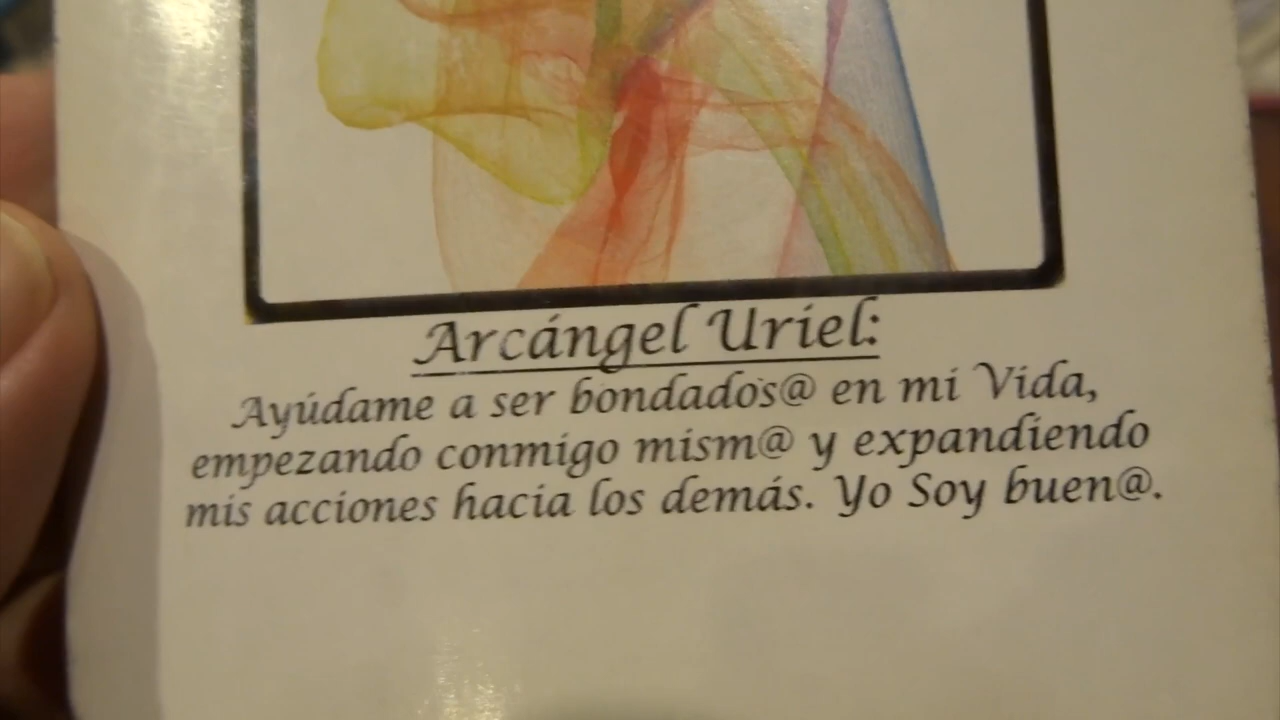 Arcángel Uriel:
Ayúdame a ser bondados@ en mi Vida,
empezando conmigo mism@ y expandiendo
mis acciones hacia los demás. Yo Soy buen@.